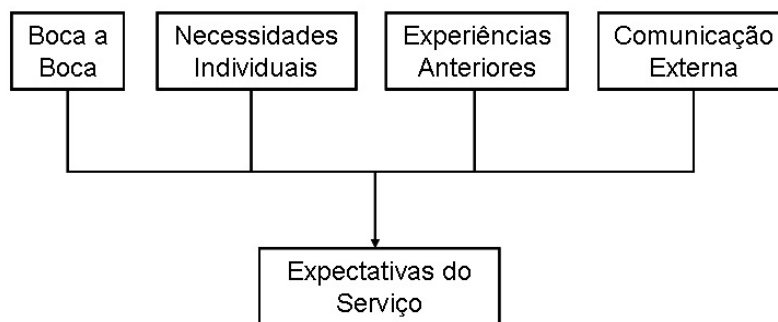 Boca a
Boca
Necessidades
Individuais
Experiências
Anteriores
Comunicação
Externa
Expectativas do
Serviço